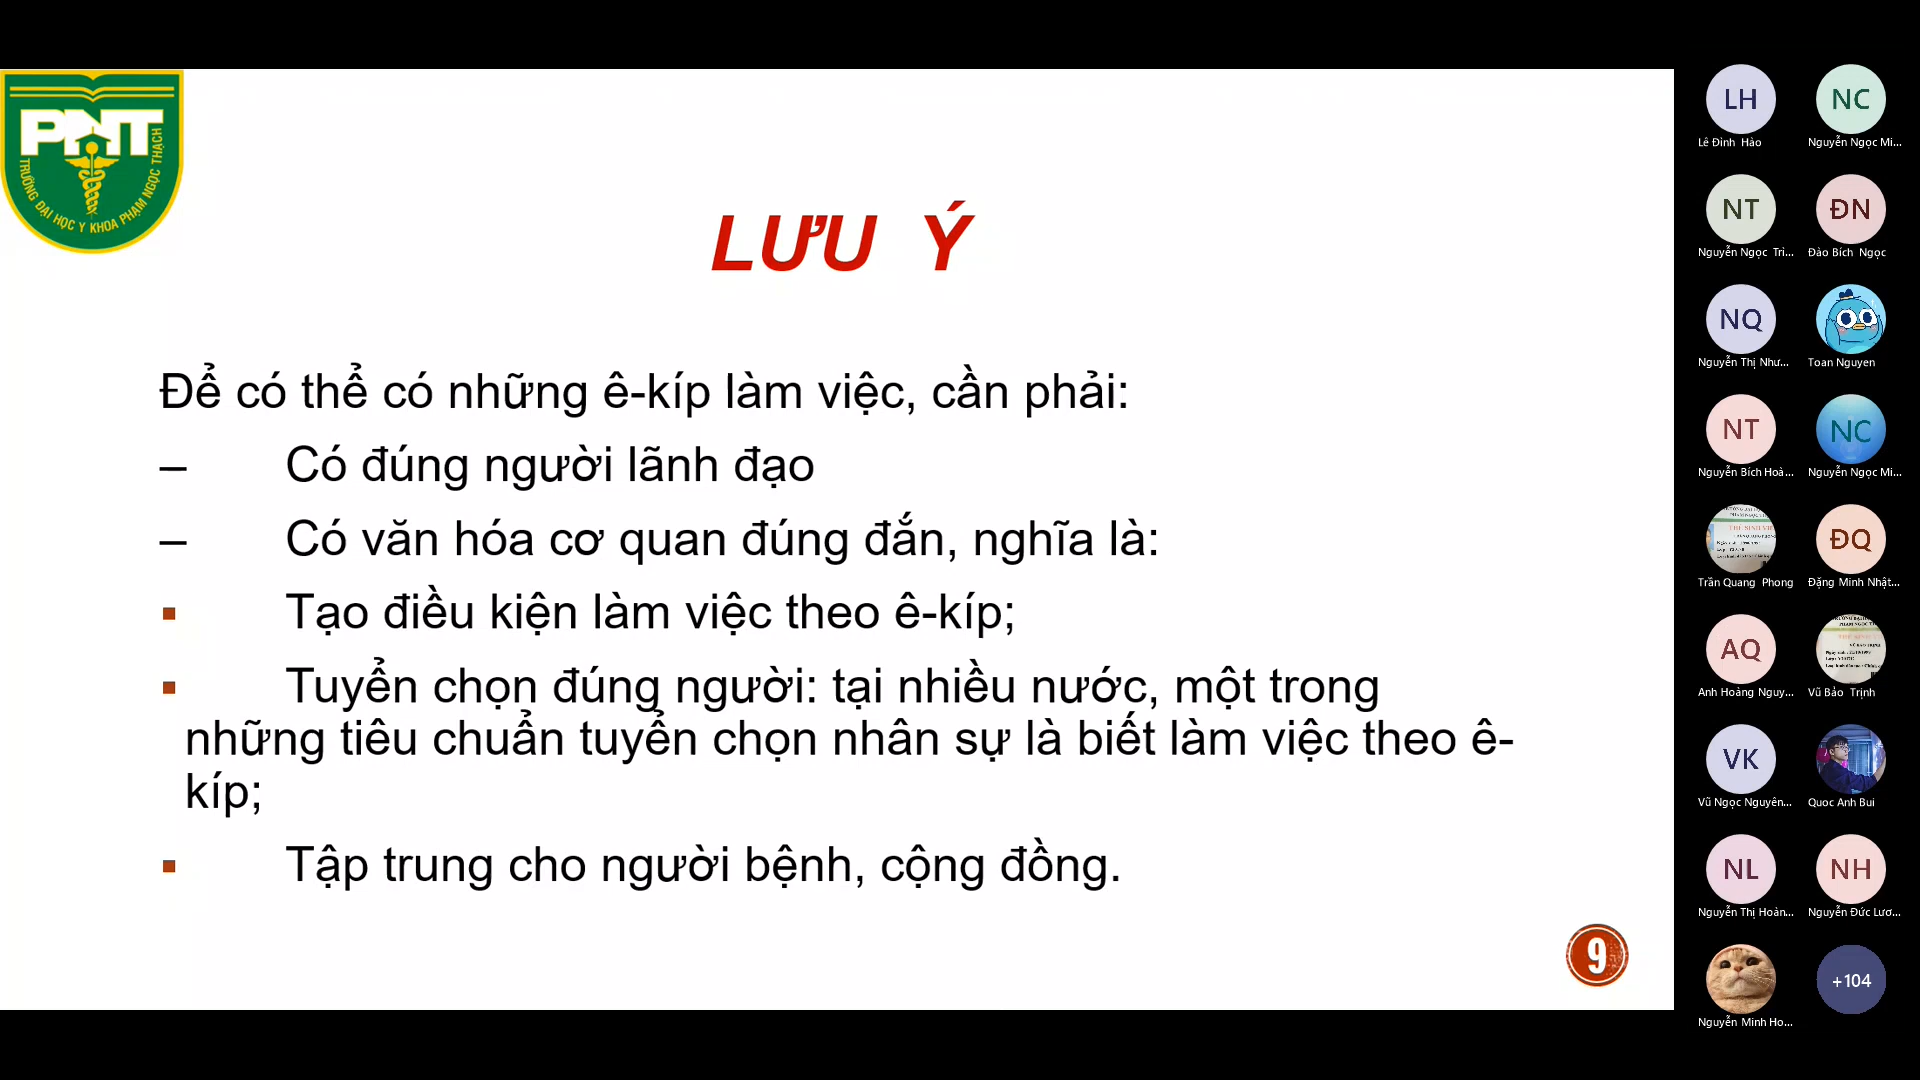 PNT
TRƯỜNG ĐẠI HỌC Y KHOA PHẠM NGỌC THẠCH
LƯU Ý
Để có thể có những ê-kíp làm việc, cần phải:
– Có đúng người lãnh đạo
– Có văn hóa cơ quan đúng đắn, nghĩa là:
▪ Tạo điều kiện làm việc theo ê-kíp;
▪ Tuyển chọn đúng người: tại nhiều nước, một trong
những tiêu chuẩn tuyển chọn nhân sự là biết làm việc theo ê-
kíp;
▪ Tập trung cho người bệnh, cộng đồng.
9
LH NC
Lê Đình Hào Nguyễn Ngọc Mi...
NT ĐN
Nguyễn Ngọc Tri... Đào Bích Ngọc
NQ
Nguyễn Thị Như... Toan Nguyen
NT NC
Nguyễn Bích Hoà... Nguyễn Ngọc Mi...
ĐQ
Trần Quang Phong Đặng Minh Nhật...
AQ
Anh Hoàng Nguy... Vũ Bảo Trịnh
VK
Vũ Ngọc Nguyên... Quoc Anh Bui
NL NH
Nguyễn Thị Hoàn... Nguyễn Đức Lươ...
+104
Nguyễn Minh Ho...